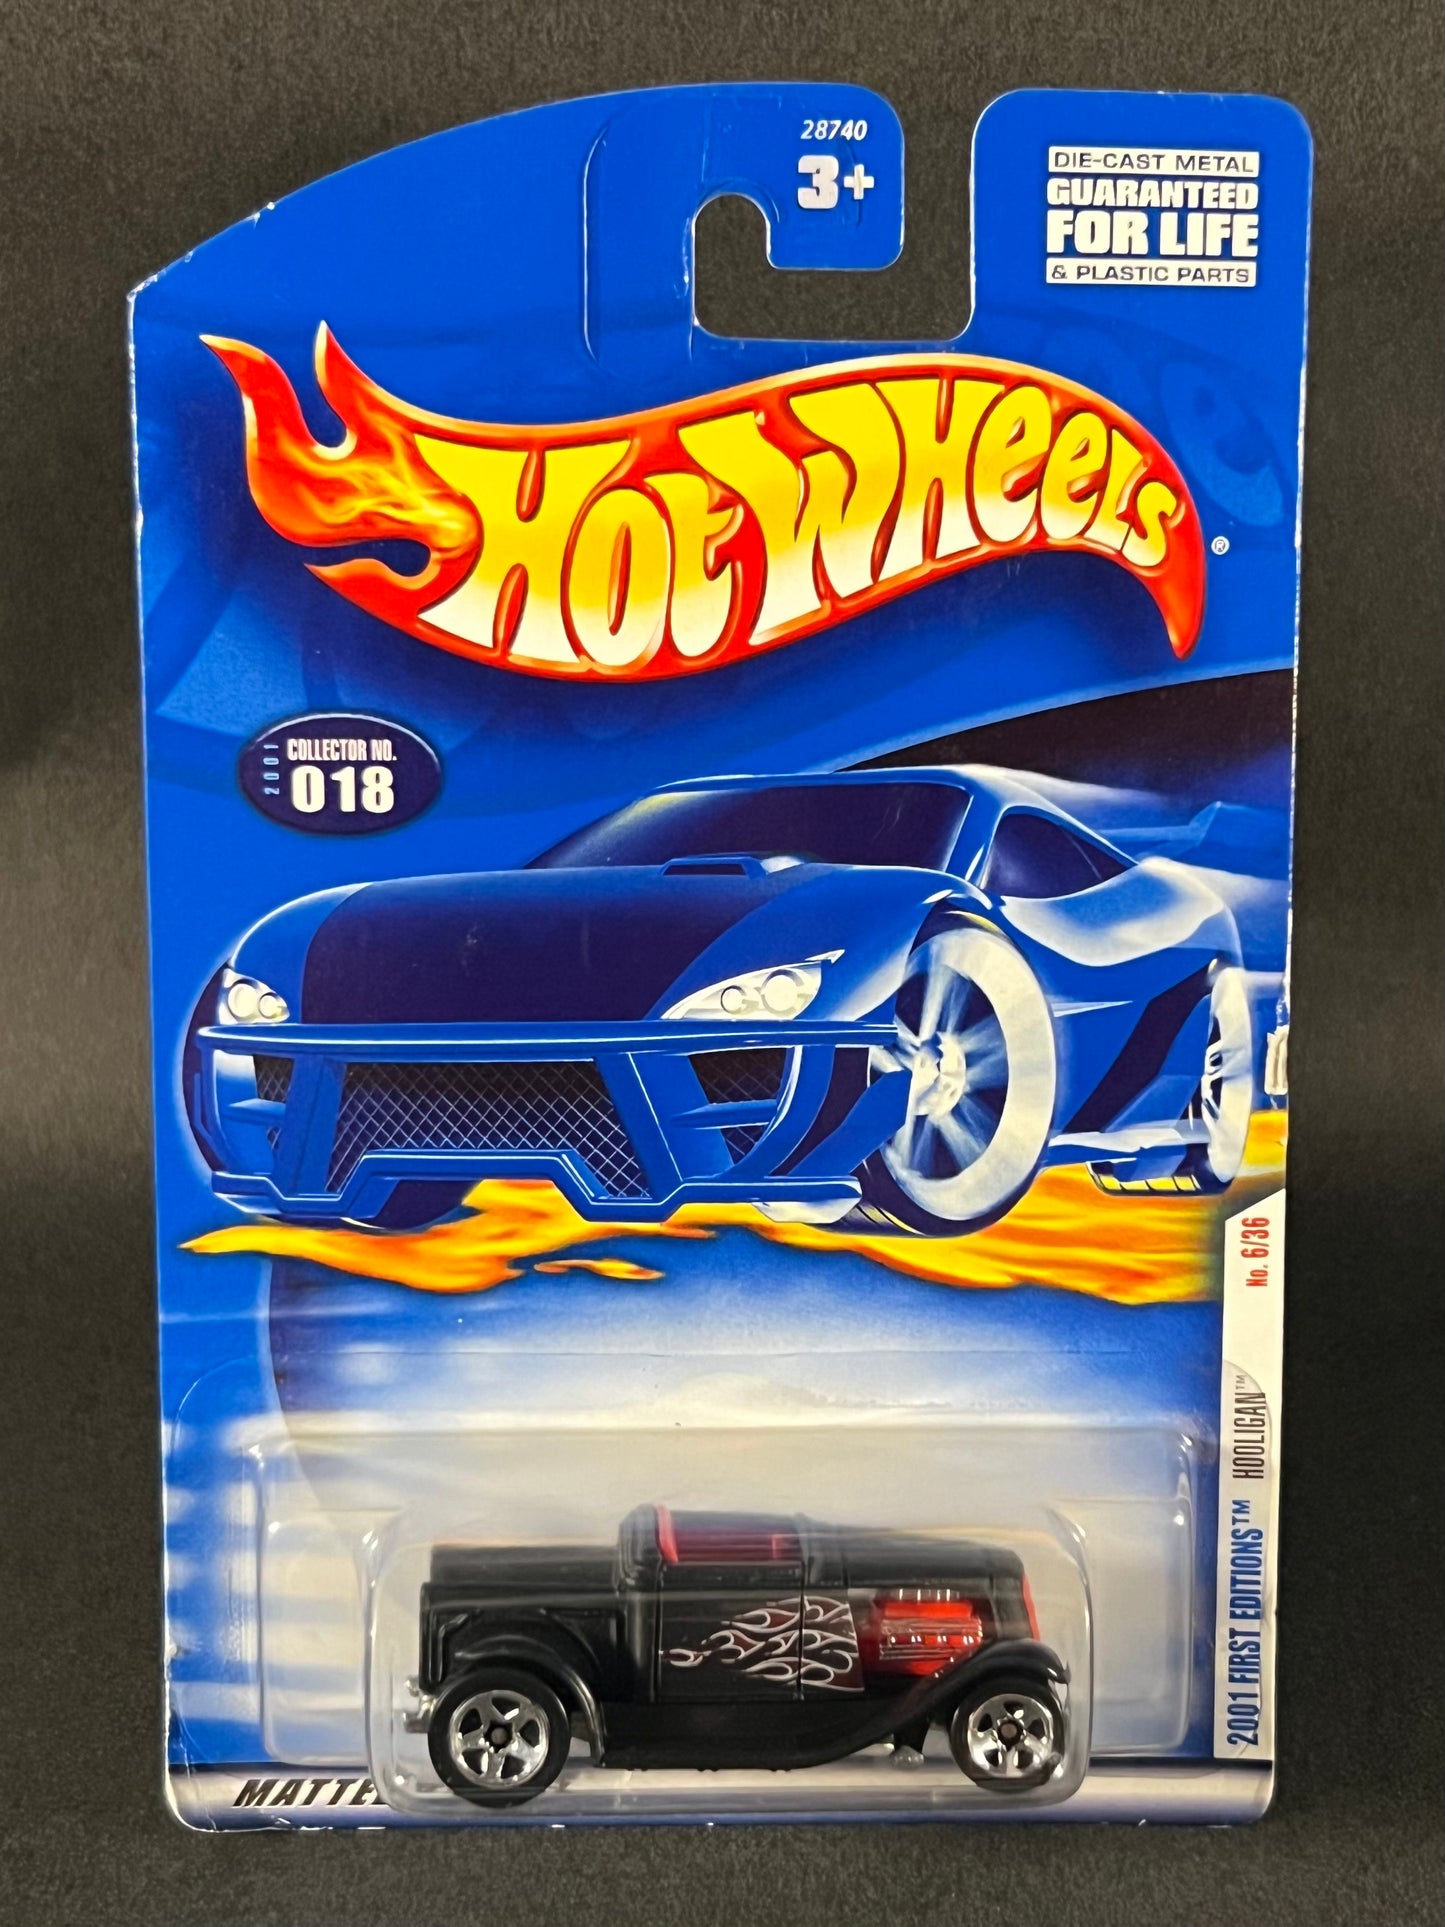 28740
3+
DIE-CAST METAL
GUARANTEED
FOR LIFE
& PLASTIC PARTS
HOT WHEELS®
2001
COLLECTOR NO.
018
No. 6/36
2001 FIRST EDITIONS™ HOOLIGAN™